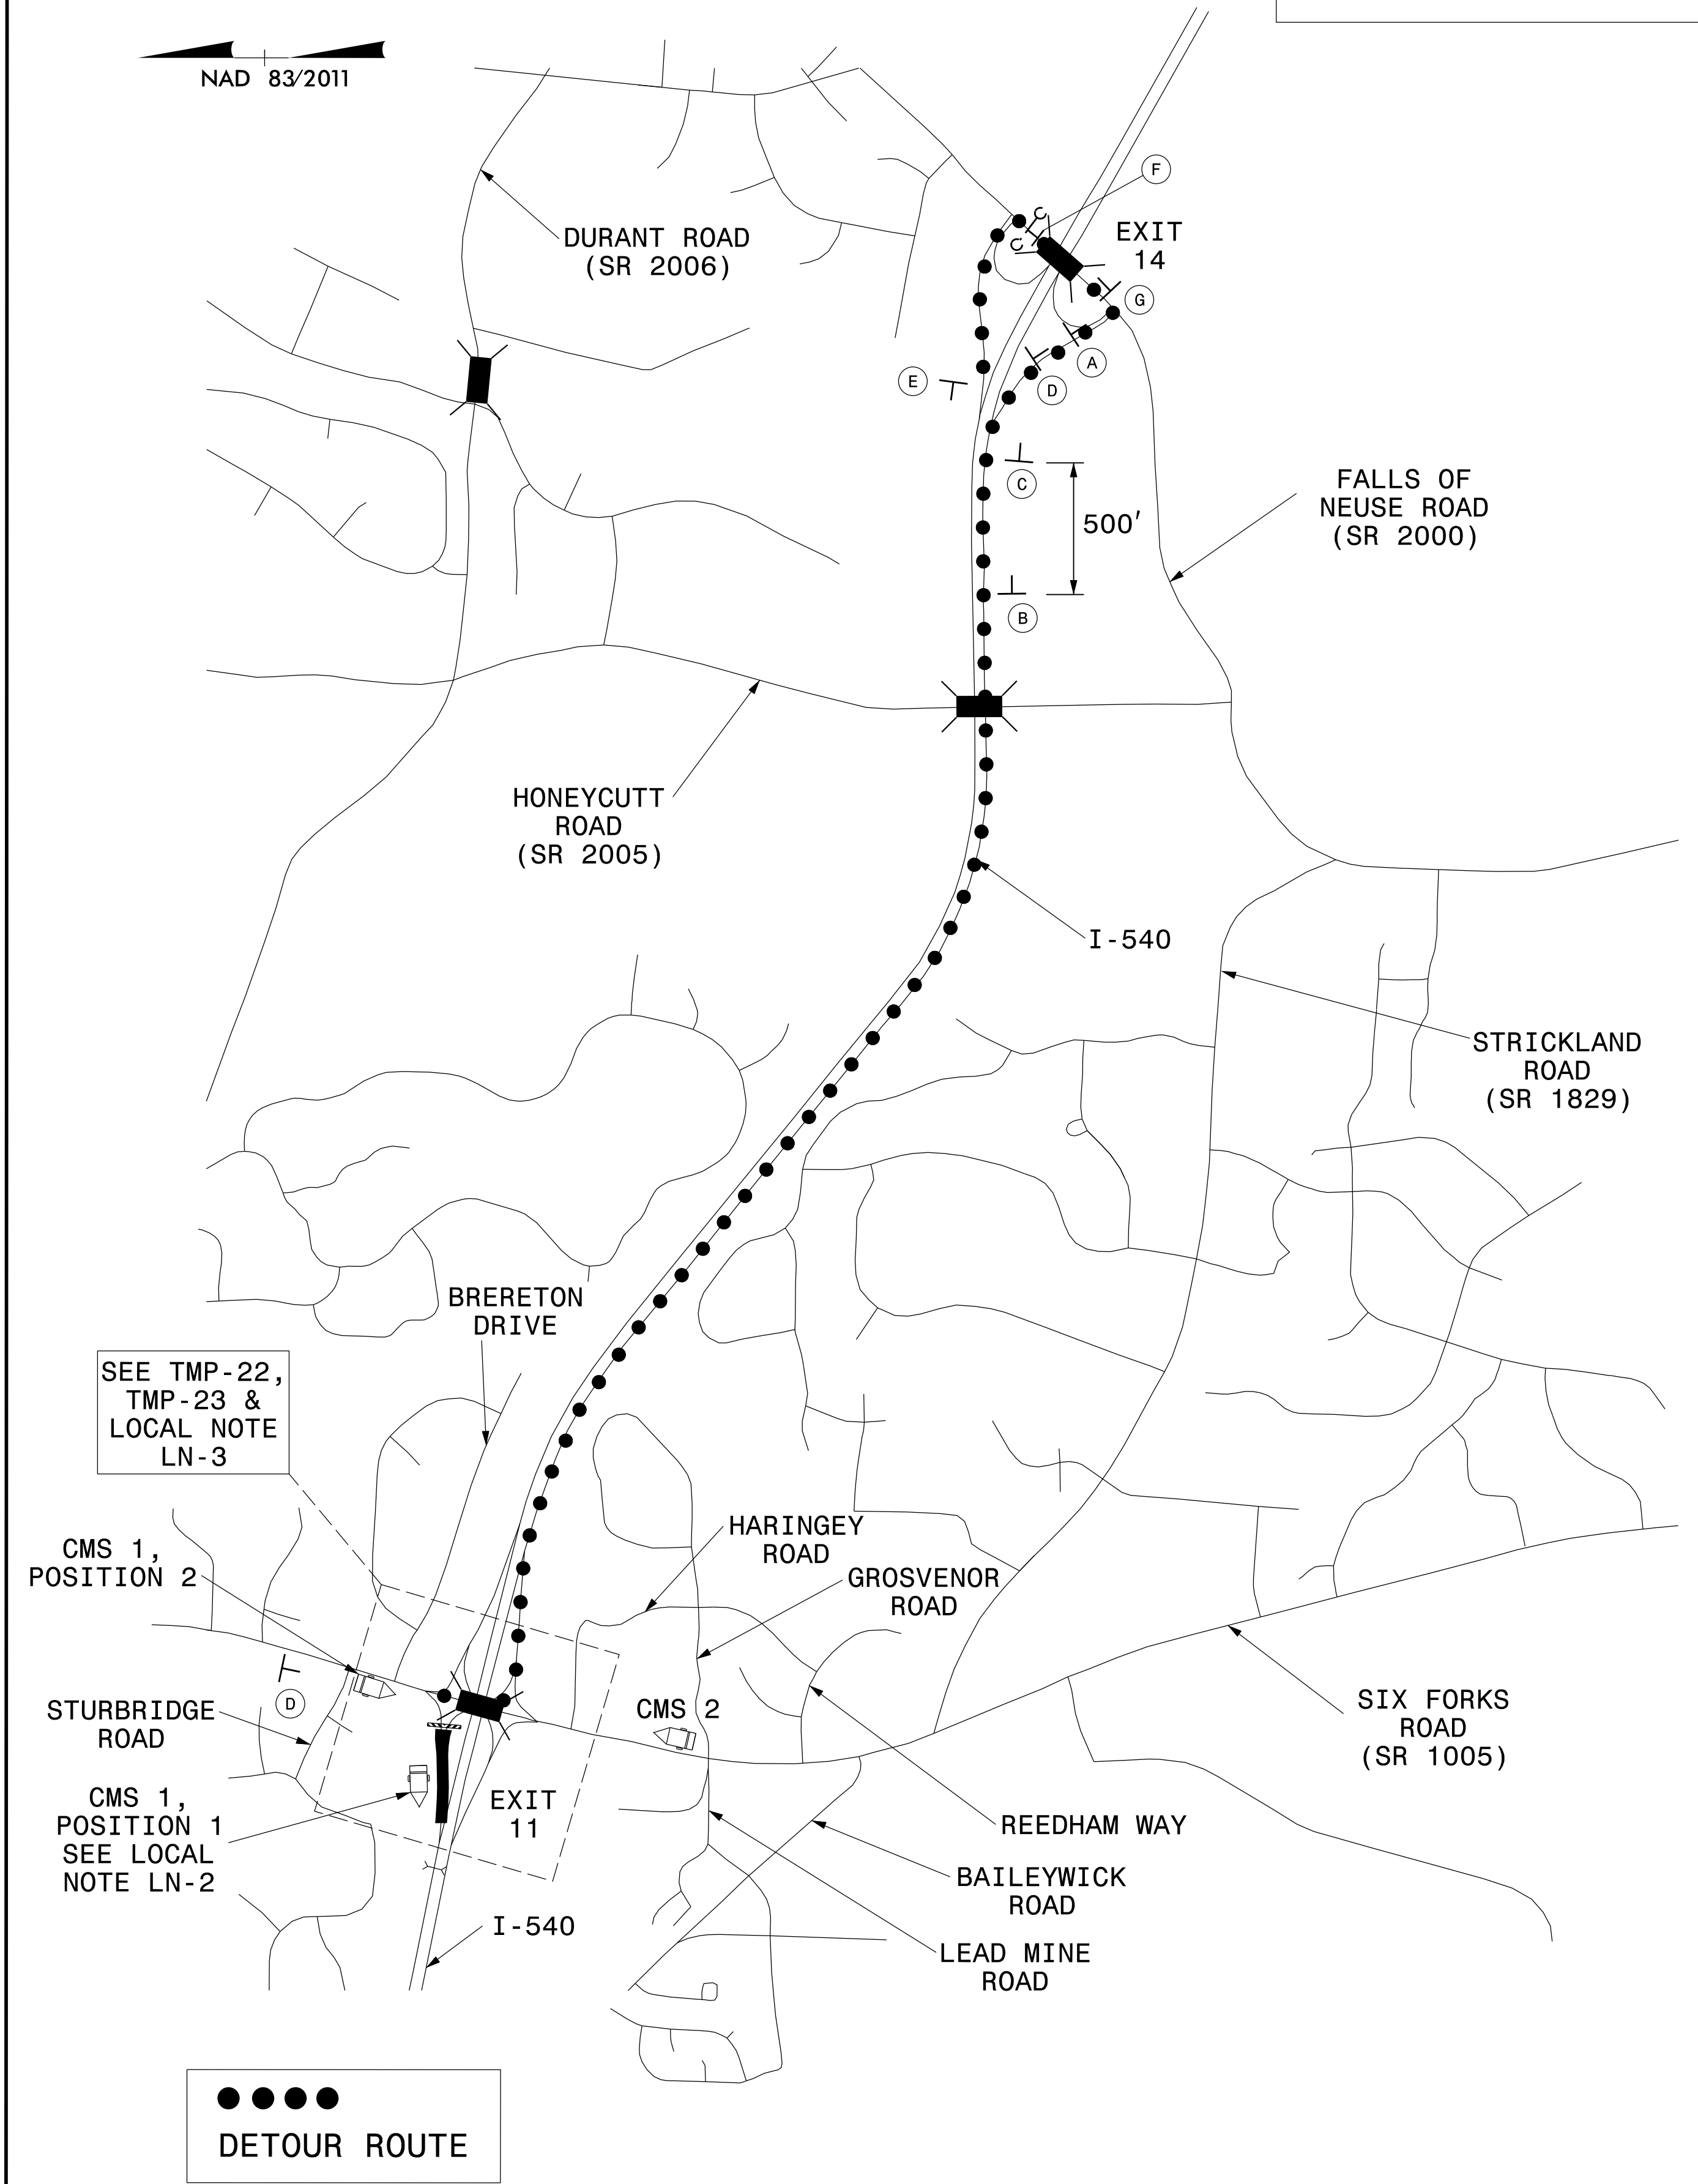 NAD 83/2011
F
DURANT ROAD
(SR 2006)
EXIT
14
C
C
G
A
E
D
C
FALLS OF
NEUSE ROAD
(SR 2000)
500'
B
HONEYCUTT
ROAD
(SR 2005)
I-540
STRICKLAND
ROAD
(SR 1829)
BRERETON
DRIVE
SEE TMP-22,
TMP-23 &
LOCAL NOTE
LN-3
HARINGEY
ROAD
CMS 1,
POSITION 2
GROSVENOR
ROAD
D
STURBRIDGE
ROAD
CMS 2
SIX FORKS
ROAD
(SR 1005)
CMS 1,
POSITION 1
SEE LOCAL
NOTE LN-2
EXIT
11
REEDHAM WAY
BAILEYWICK
ROAD
I-540
LEAD MINE
ROAD
DETOUR ROUTE